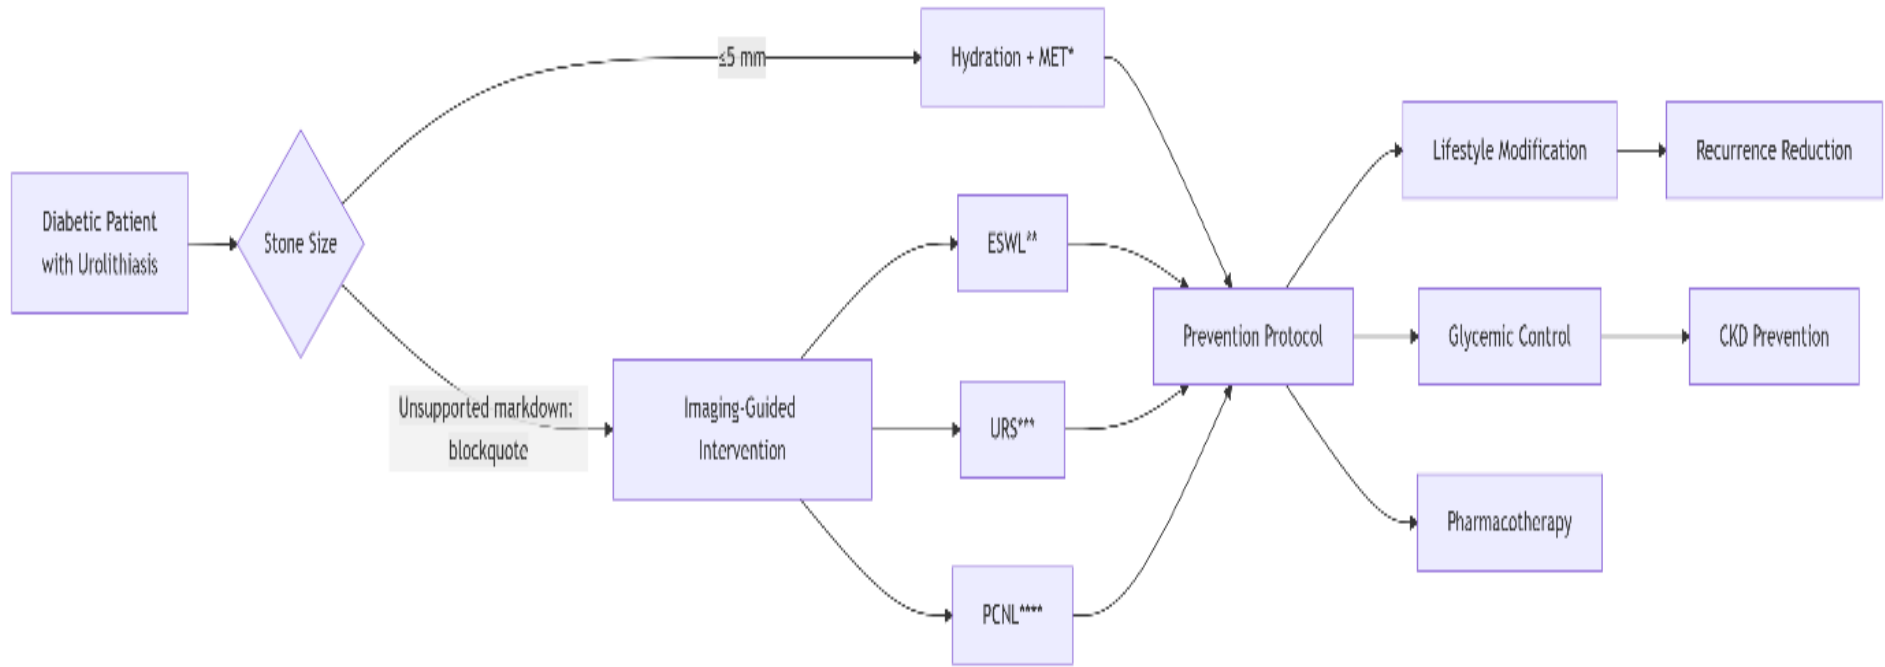 Diabetic Patient
with Urolithiasis
Stone Size
≤5 mm
Unsupported markdown:
blockquote
Hydration + MET*
Imaging-Guided
Intervention
ESWL**
URS***
PCNL****
Prevention Protocol
Lifestyle Modification
Recurrence Reduction
Glycemic Control
CKD Prevention
Pharmacotherapy